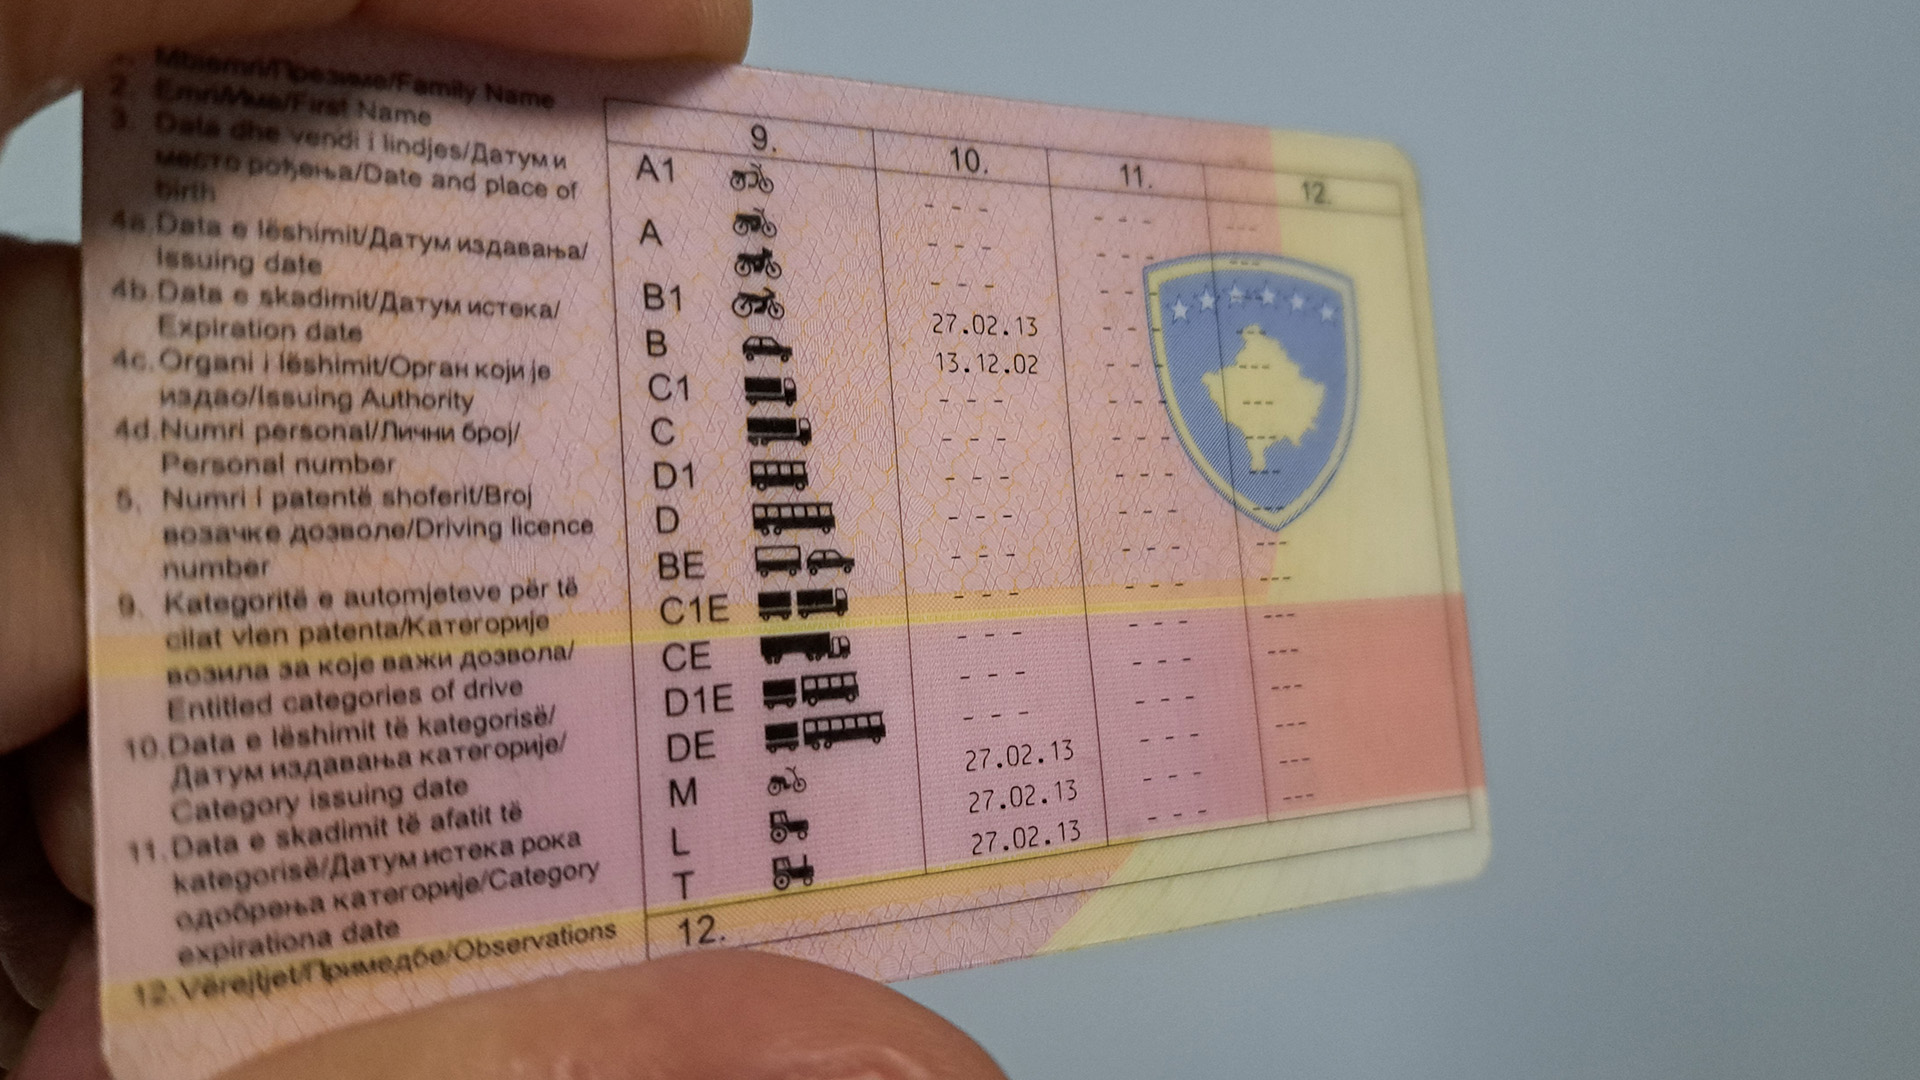 1. Mbiemri/Презиме/Family Name
2. Emri/Име/First Name
3. Data dhe vendi i lindjes/Датум и
место рођења/Date and place of
birth
4a. Data e lëshimit/Датум издавања/
Issuing date
4b. Data e skadimit/Датум истека/
Expiration date
4c. Organi i lëshimit/Орган који је
издао/Issuing Authority
4d. Numri personal/Лични број/
Personal number
5. Numri i patentë shoferit/Broj
возачке дозволе/Driving licence
number
9. Kategoritë e automjeteve për të
cilat vlen patenta/Категорије
возила за које важи дозвола/
Entitled categories of drive
10. Data e lëshimit të kategorisë/
Датум издавања категорије/
Category issuing date
11. Data e skadimit të afatit të
kategorisë/Датум истека рока
одобрења категорије/Category
expirationa date
12. Vërejtjet/Примедбе/Observations
9. 10. 11. 12.
A1 - - - - - - ---
A - - - - - - ---
B1 - - - - - - ---
B 27.02.13 - - - ---
C1 13.12.02 - - - ---
C - - - - - - ---
D1 - - - - - - ---
D - - - - - - ---
BE - - - - - - ---
C1E - - - - - - ---
CE - - - - - - ---
D1E - - - - - - ---
DE - - - - - - ---
M 27.02.13 - - - ---
L 27.02.13 - - - ---
T 27.02.13 - - - ---
12.